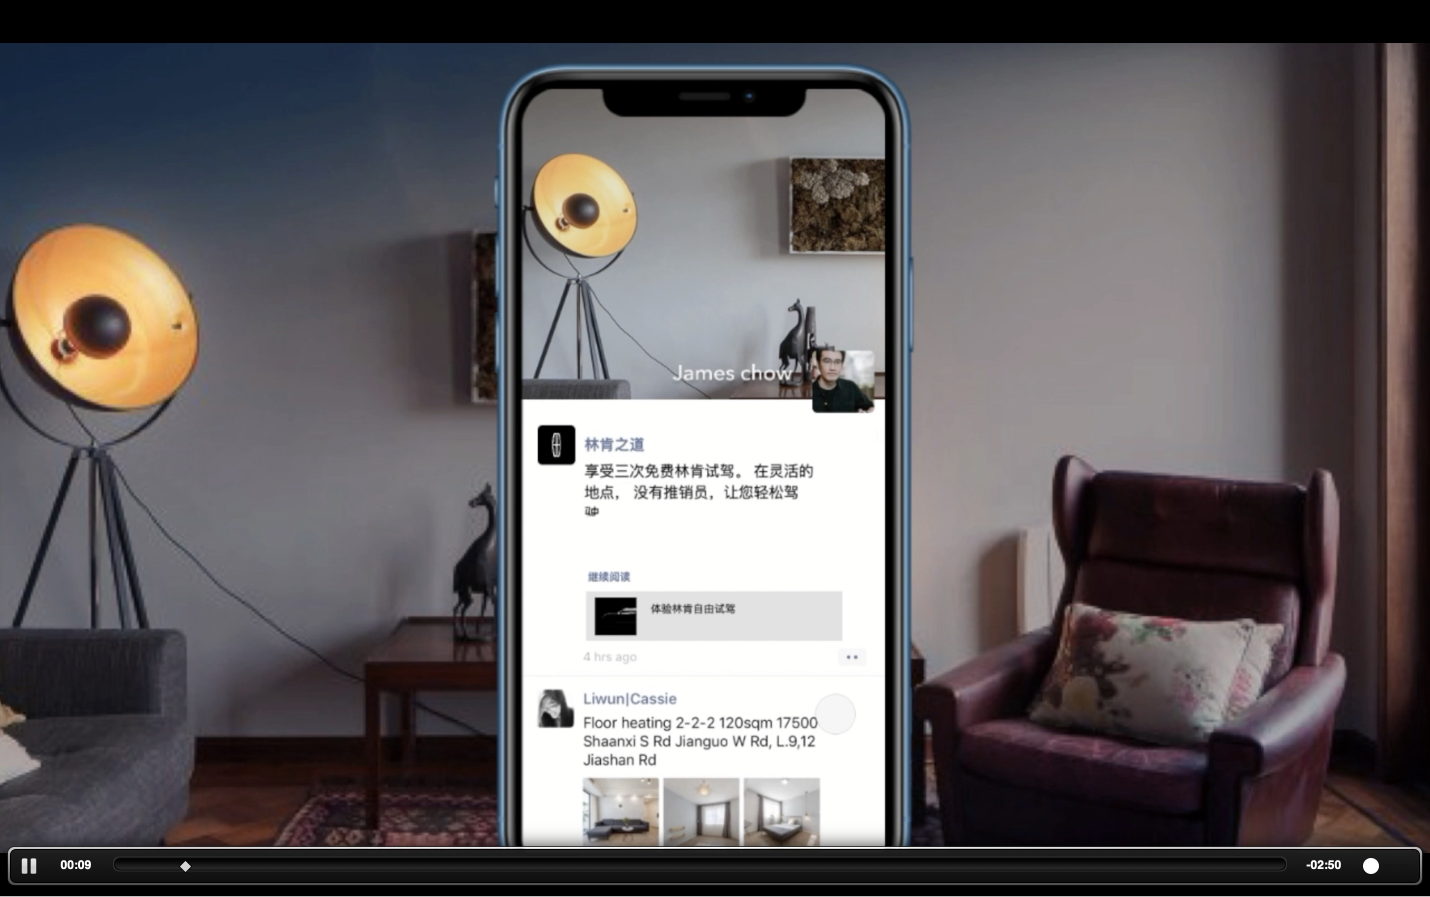 James chow
林肯之道
享受三次免费林肯试驾。 在灵活的
地点， 没有推销员，让您轻松驾
驶
继续阅读
体验林肯自由试驾
4 hrs ago
Liwun|Cassie
Floor heating 2-2-2 120sqm 17500
Shaanxi S Rd Jianguo W Rd, L.9,12
Jiashan Rd
00:09
-02:50